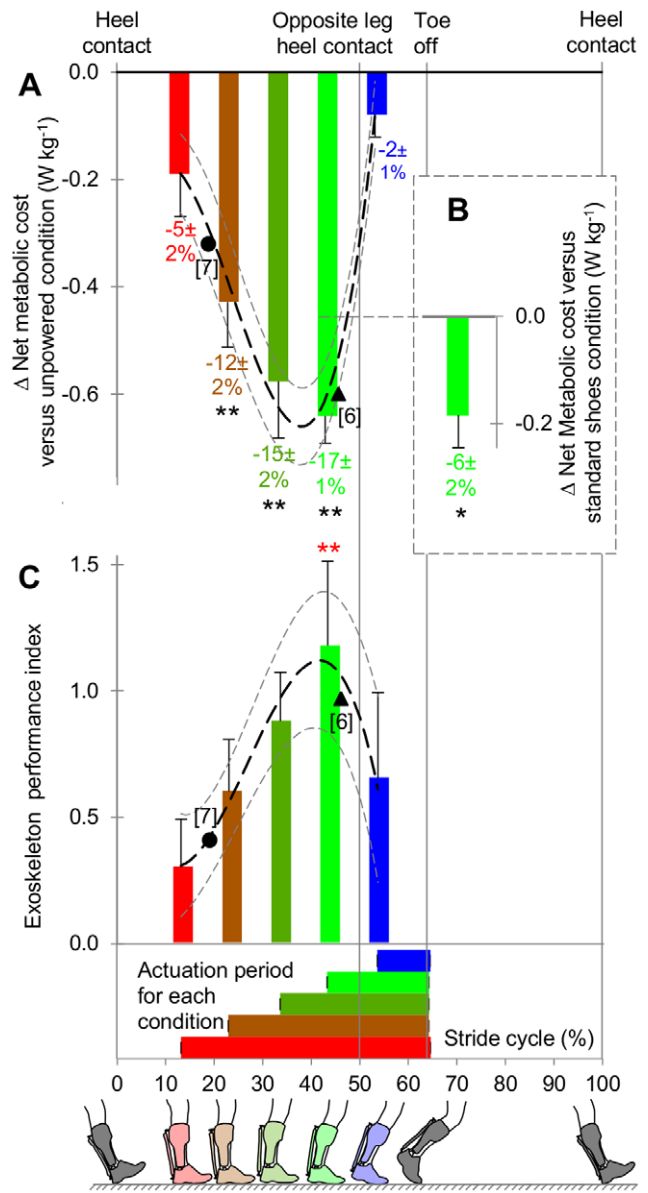 Heel
contact
Opposite leg
heel contact
Toe
off
Heel
contact
A
Δ Net metabolic cost
versus unpowered condition (W kg-1)
0.0
-0.2
-0.4
-0.6
-5±
2%
[7]
-12±
2%
**
-15±
2%
**
-17±
1%
**
**
[6]
-2±
1%
B
0.0
-0.2
-6±
2%
*
Δ Net Metabolic cost versus
standard shoes condition (W kg-1)
C
Exoskeleton performance index
1.5
1.0
0.5
0.0
[7]
[6]
Actuation period
for each
condition
Stride cycle (%)
0 10 20 30 40 50 60 70 80 90 100